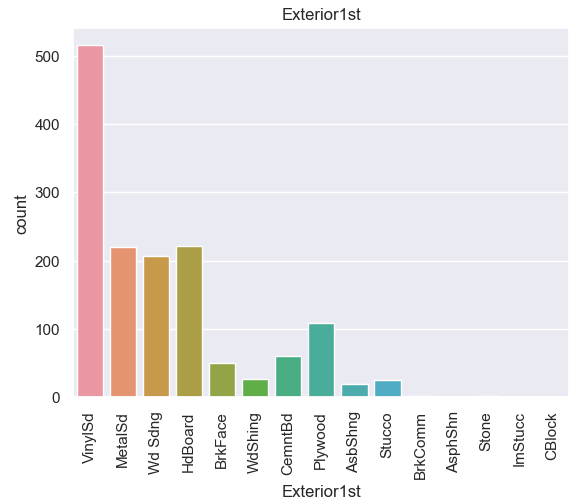 Exterior1st
500
400
300
200
100
0
count
VinylSd
MetalSd
Wd Sdng
HdBoard
BrkFace
WdShing
CemntBd
Plywood
AsbShng
Stucco
BrkComm
AsphShn
Stone
ImStucc
CBlock
Exterior1st